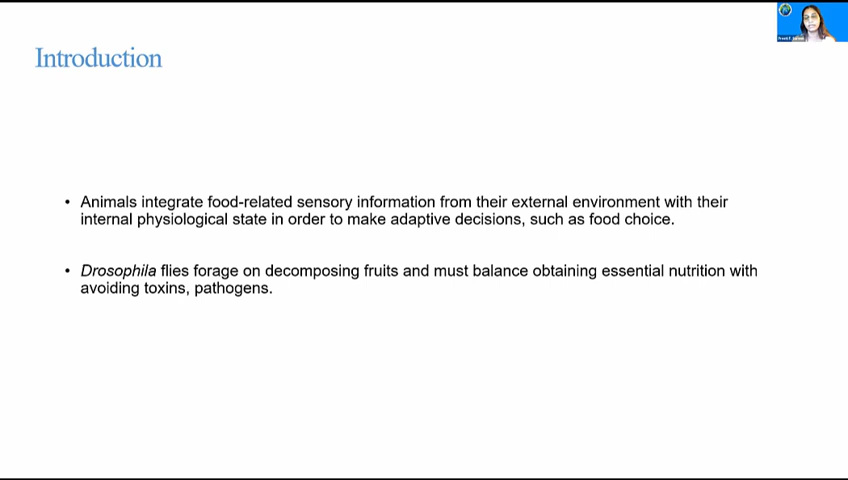 Introduction
• Animals integrate food-related sensory information from their external environment with their
internal physiological state in order to make adaptive decisions, such as food choice.
• Drosophila flies forage on decomposing fruits and must balance obtaining essential nutrition with
avoiding toxins, pathogens.